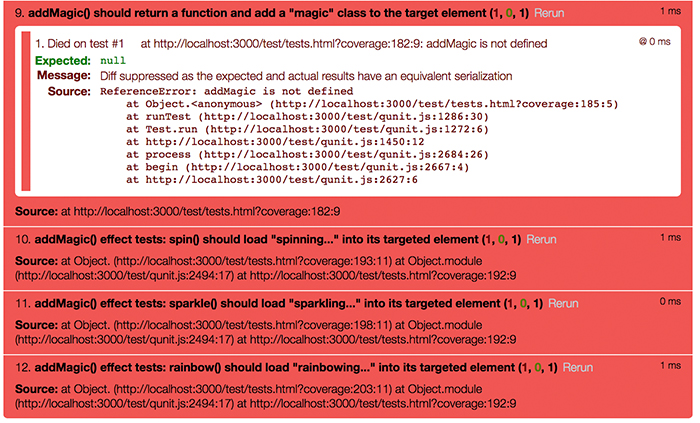 9. addMagic() should return a function and add a "magic" class to the target element (1, 0, 1) Rerun 1 ms
1. Died on test #1 at http://localhost:3000/test/tests.html?coverage:182:9: addMagic is not defined @ 0 ms
Expected: null
Message: Diff suppressed as the expected and actual results have an equivalent serialization
Source: ReferenceError: addMagic is not defined
at Object.<anonymous> (http://localhost:3000/test/tests.html?coverage:185:5)
at runTest (http://localhost:3000/test/qunit.js:1286:30)
at Test.run (http://localhost:3000/test/qunit.js:1272:6)
at http://localhost:3000/test/qunit.js:1450:12
at process (http://localhost:3000/test/qunit.js:2684:26)
at begin (http://localhost:3000/test/qunit.js:2667:4)
at http://localhost:3000/test/qunit.js:2627:6
Source: at http://localhost:3000/test/tests.html?coverage:182:9
10. addMagic() effect tests: spin() should load "spinning..." into its targeted element (1, 0, 1) Rerun 1 ms
Source: at Object. (http://localhost:3000/test/tests.html?coverage:193:11) at Object.module
(http://localhost:3000/test/qunit.js:2494:17) at http://localhost:3000/test/tests.html?coverage:192:9
11. addMagic() effect tests: sparkle() should load "sparkling..." into its targeted element (1, 0, 1) Rerun 0 ms
Source: at Object. (http://localhost:3000/test/tests.html?coverage:198:11) at Object.module
(http://localhost:3000/test/qunit.js:2494:17) at http://localhost:3000/test/tests.html?coverage:192:9
12. addMagic() effect tests: rainbow() should load "rainbowing..." into its targeted element (1, 0, 1) Rerun 1 ms
Source: at Object. (http://localhost:3000/test/tests.html?coverage:203:11) at Object.module
(http://localhost:3000/test/qunit.js:2494:17) at http://localhost:3000/test/tests.html?coverage:192:9